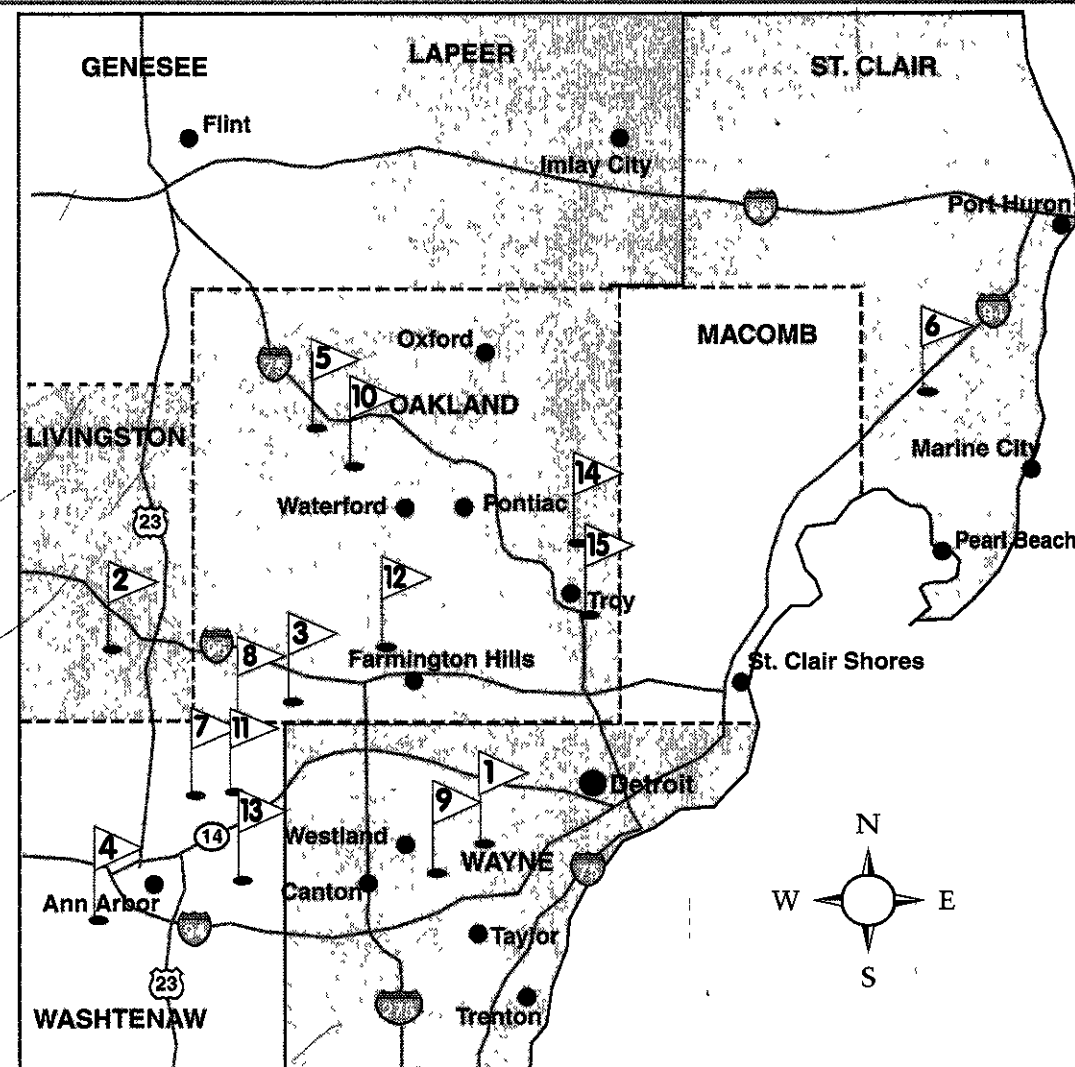 GENESEE
LAPEER
ST. CLAIR
Flint
Imlay City
Port Huron
6
MACOMB
Oxford
5
10
OAKLAND
LIVINGSTON
Marine City
14
Waterford
Pontiac
23
15
Pearl Beach
2
12
Troy
3
8
Farmington Hills
St. Clair Shores
7
11
1
Detroit
9
13
14
Westland
WAYNE
4
Canton
Ann Arbor
Taylor
23
Trenton
WASHTENAW
N
W
E
S